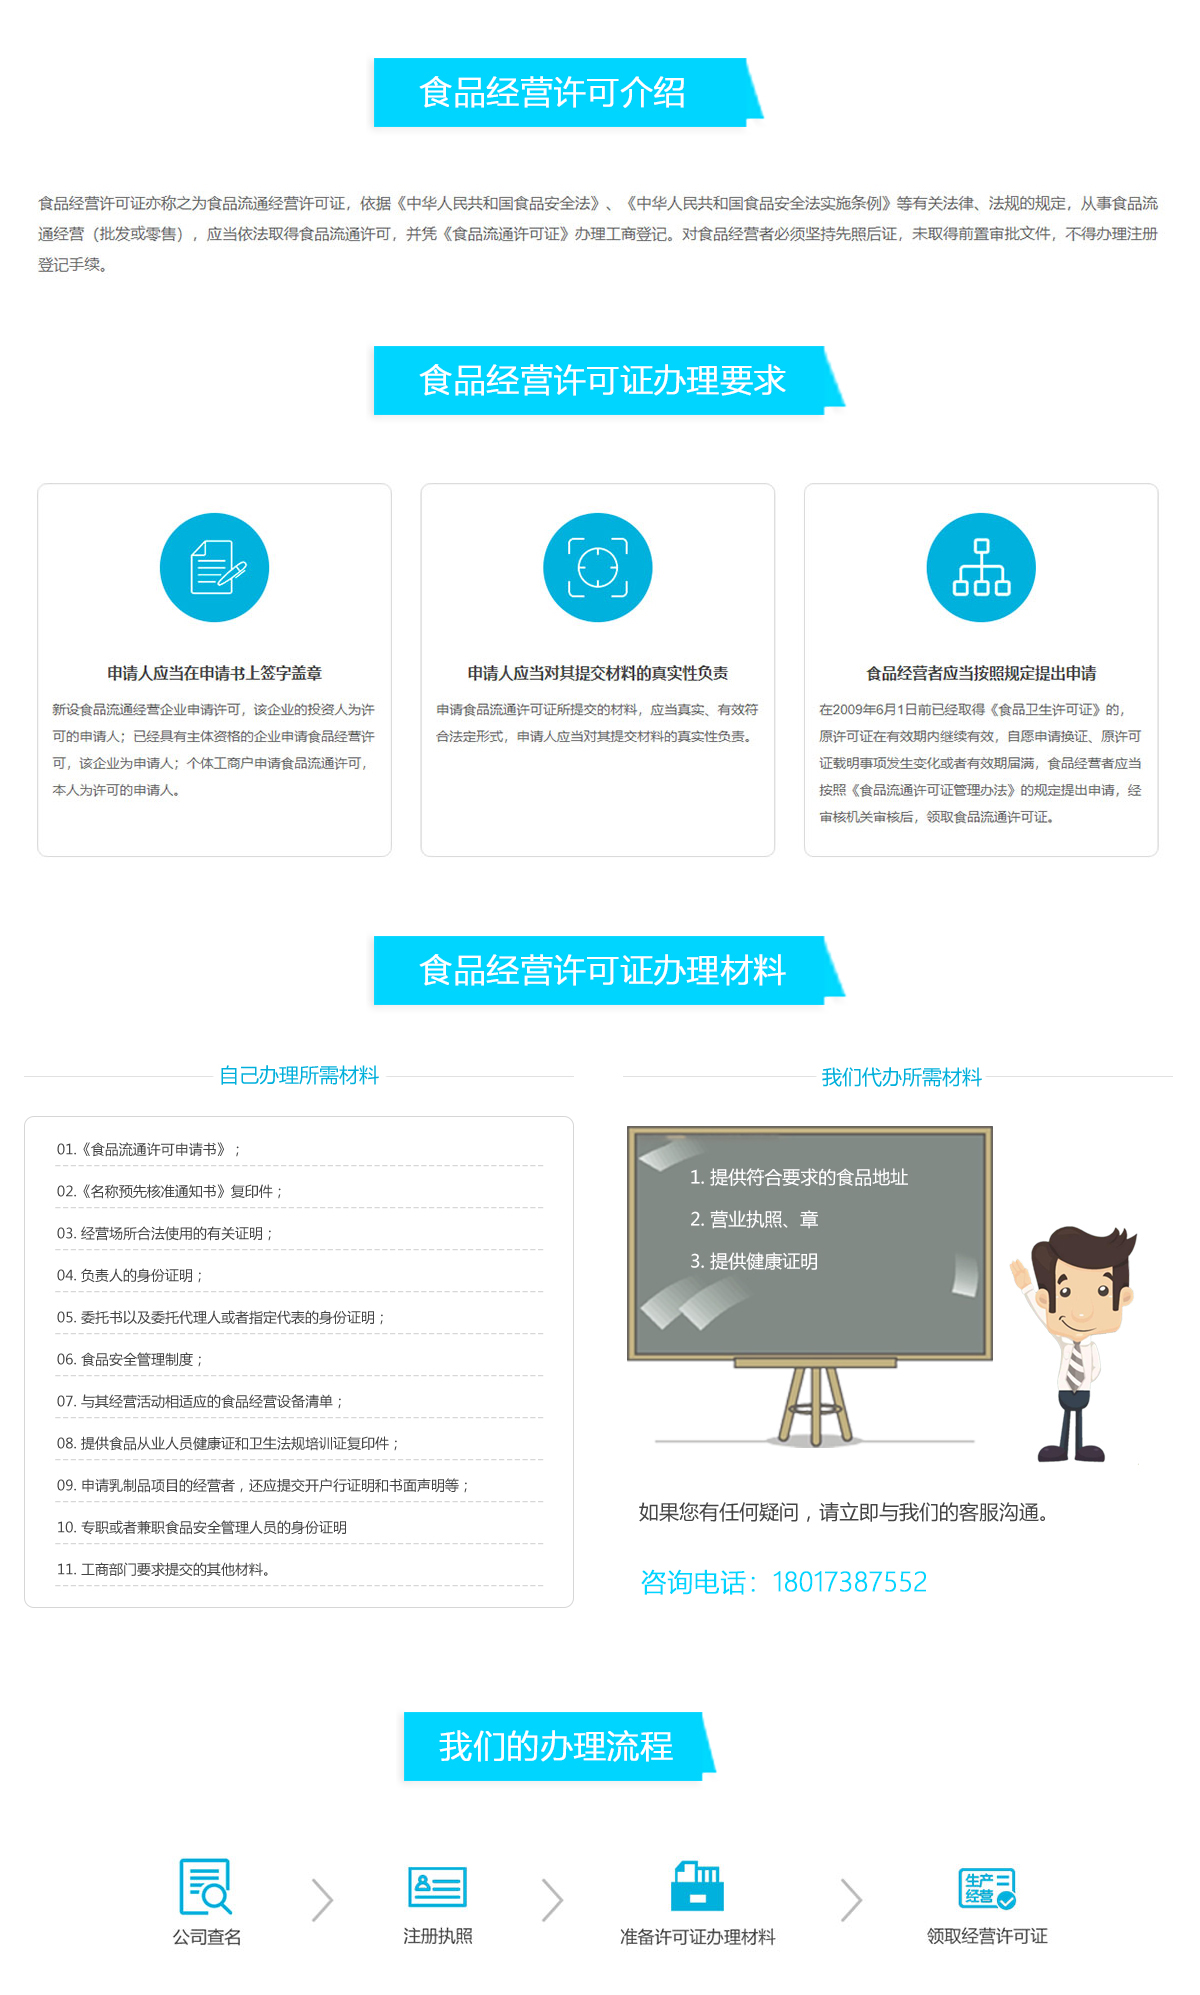 食品经营许可介绍
食品经营许可证亦称之为食品流通经营许可证，依据《中华人民共和国食品安全法》、《中华人民共和国食品安全法实施条例》等有关法律、法规的规定，从事食品流
通经营（批发或零售），应当依法取得食品流通许可，并凭《食品流通许可证》办理工商登记。对食品经营者必须坚持先照后证，未取得前置审批文件，不得办理注册
登记手续。
食品经营许可证办理要求
申请人应当在申请书上签字盖章
新设食品流通经营企业申请许可，该企业的投资人为许
可的申请人；已经具有主体资格的企业申请食品经营许
可，该企业为申请人；个体工商户申请食品流通许可，
本人为许可的申请人。
申请人应当对其提交材料的真实性负责
申请食品流通许可证所提交的材料，应当真实、有效符
合法定形式，申请人应当对其提交材料的真实性负责。
食品经营者应当按照规定提出申请
在2009年6月1日前已经取得《食品卫生许可证》的，
原许可证在有效期内继续有效，自愿申请换证、原许可
证载明事项发生变化或者有效期届满，食品经营者应当
按照《食品流通许可证管理办法》的规定提出申请，经
审核机关审核后，领取食品流通许可证。
食品经营许可证办理材料
自己办理所需材料
01.《食品流通许可申请书》；
02.《名称预先核准通知书》复印件；
03. 经营场所合法使用的有关证明；
04. 负责人的身份证明；
05. 委托书以及委托代理人或者指定代表的身份证明；
06. 食品安全管理制度；
07. 与其经营活动相适应的食品经营设备清单；
08. 提供食品从业人员健康证和卫生法规培训证复印件；
09. 申请乳制品项目的经营者，还应提交开户行证明和书面声明等；
10. 专职或者兼职食品安全管理人员的身份证明
11. 工商部门要求提交的其他材料。
我们代办所需材料
1. 提供符合要求的食品地址
2. 营业执照、章
3. 提供健康证明
如果您有任何疑问，请立即与我们的客服沟通。
咨询电话：18017387552
我们的办理流程
公司查名
注册执照
准备许可证办理材料
生产
经营
领取经营许可证